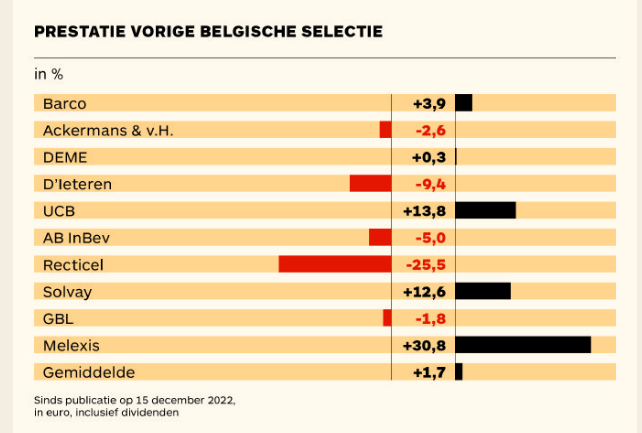 PRESTATIE VORIGE BELGISCHE SELECTIE
in %
Barco +3,9
Ackermans & v.H. -2,6
DEME +0,3
D'Ieteren -9,4
UCB +13,8
AB InBev -5,0
Recticel -25,5
Solvay +12,6
GBL -1,8
Melexis +30,8
Gemiddelde +1,7
Sinds publicatie op 15 december 2022,
in euro, inclusief dividenden